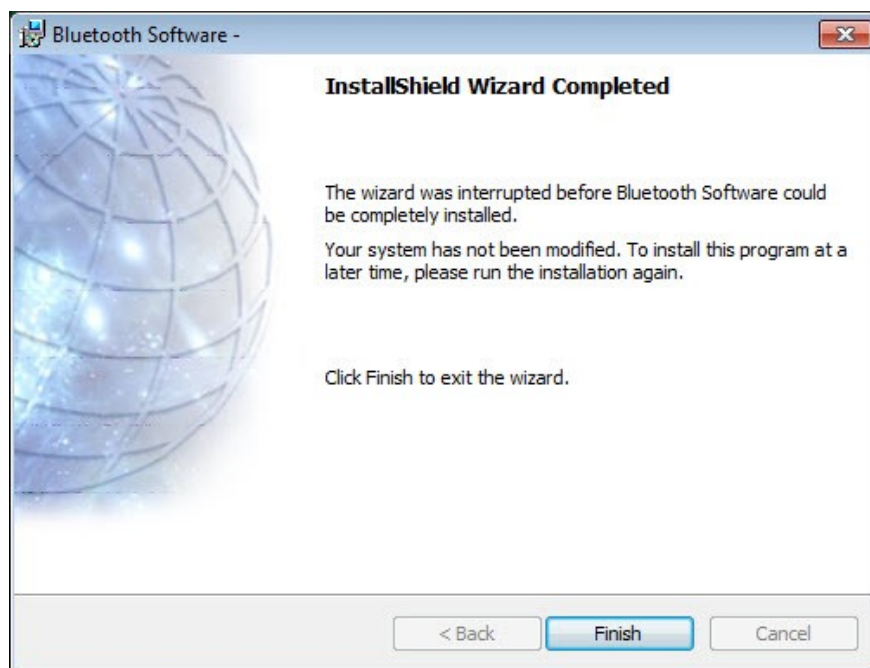 Bluetooth Software -
InstallShield Wizard Completed
The wizard was interrupted before Bluetooth Software could
be completely installed.
Your system has not been modified. To install this program at a
later time, please run the installation again.
Click Finish to exit the wizard.
< Back
Finish
Cancel